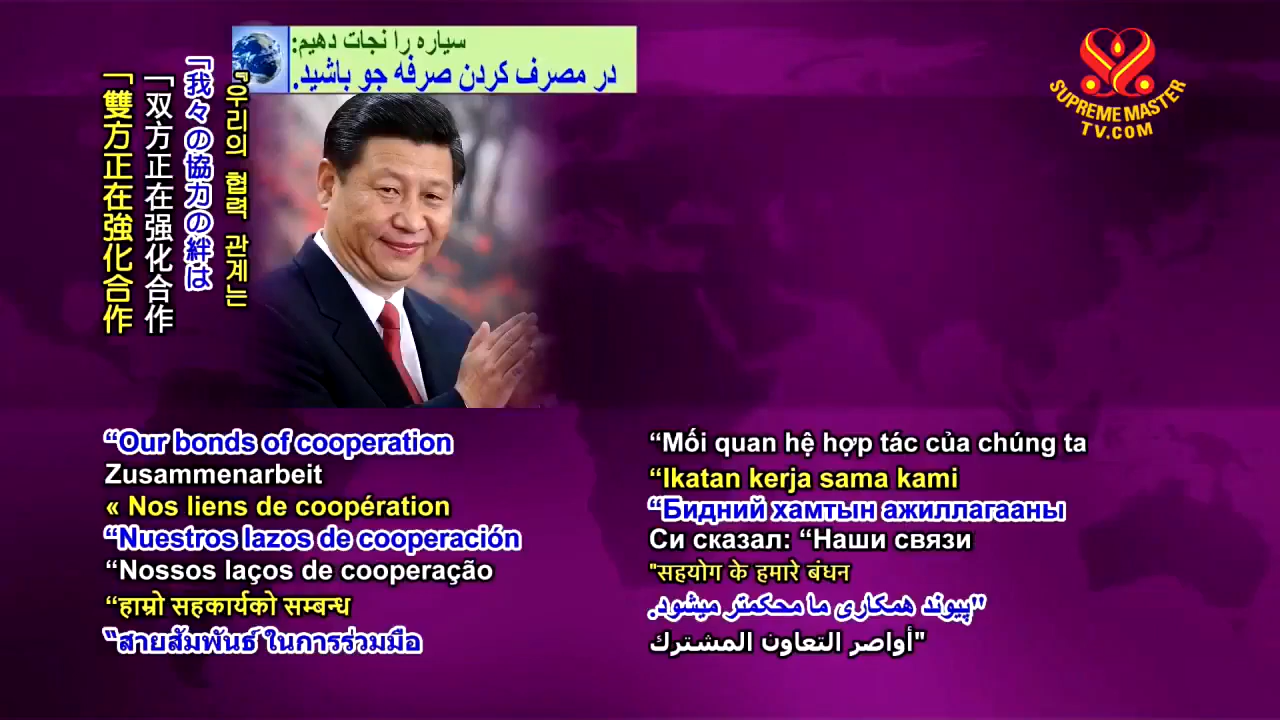 سیاره را نجات دهیم:
در مصرف کردن صرفه جو باشید.
SUPREME MASTER
TV.COM
『우리의 협력 관계는
「我々の協力の絆は
「双方正在强化合作
「雙方正在強化合作
“Our bonds of cooperation
Zusammenarbeit
« Nos liens de coopération
“Nuestros lazos de cooperación
“Nossos laços de cooperação
“हाम्रो सहकार्यको सम्बन्ध
“สายสัมพันธ์ ในการร่วมมือ
“Mối quan hệ hợp tác của chúng ta
“Ikatan kerja sama kami
“Бидний хамтын ажиллагааны
Си сказал: “Наши связи
"सहयोग के हमारे बंधन
"پیوند همکاری ما محکمتر میشود.
"أواصر التعاون المشترك